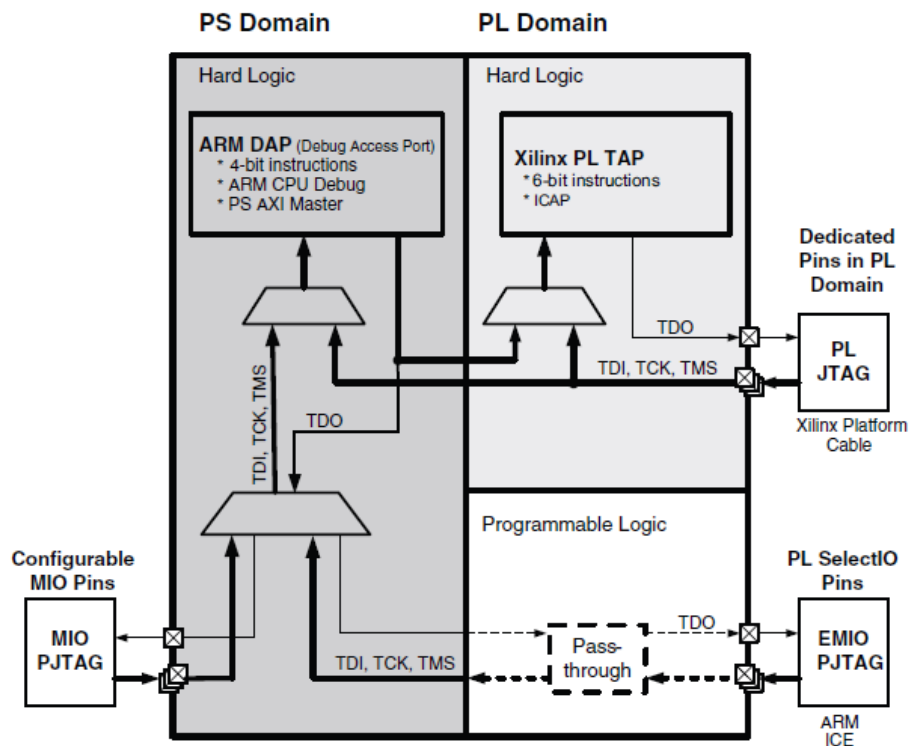 PS Domain
PL Domain
Hard Logic
Hard Logic
ARM DAP (Debug Access Port)
* 4-bit instructions
* ARM CPU Debug
* PS AXI Master
Xilinx PL TAP
* 6-bit instructions
* ICAP
Dedicated
Pins in PL
Domain
TDO
PL
JTAG
TDI, TCK, TMS
Xilinx Platform
Cable
TDI, TCK, TMS
TDO
Programmable Logic
Configurable
MIO Pins
PL SelectIO
Pins
MIO
PJTAG
TDO
Pass-
through
EMIO
PJTAG
TDI, TCK, TMS
ARM
ICE